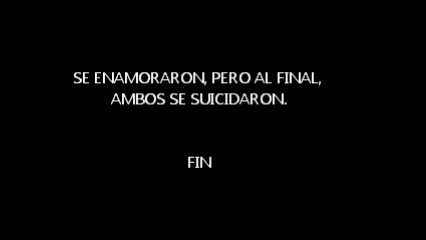 SE ENAMORARON, PERO AL FINAL,
AMBOS SE SUICIDARON.
FIN